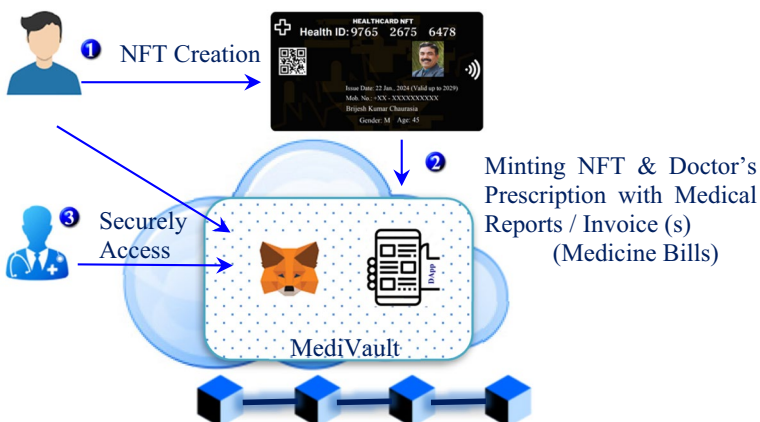 1
NFT Creation
HEALTHCARD NFT
Health ID: 9765 2675 6478
Issue Date: 22 Jan., 2024 (Valid up to 2029)
Mob. No.: +XX - XXXXXXXXXX
Brijesh Kumar Chaurasia
Gender: M Age: 45
2
Minting NFT & Doctor's
Prescription with Medical
Reports / Invoice (s)
(Medicine Bills)
3
Securely
Access
DApp
MediVault